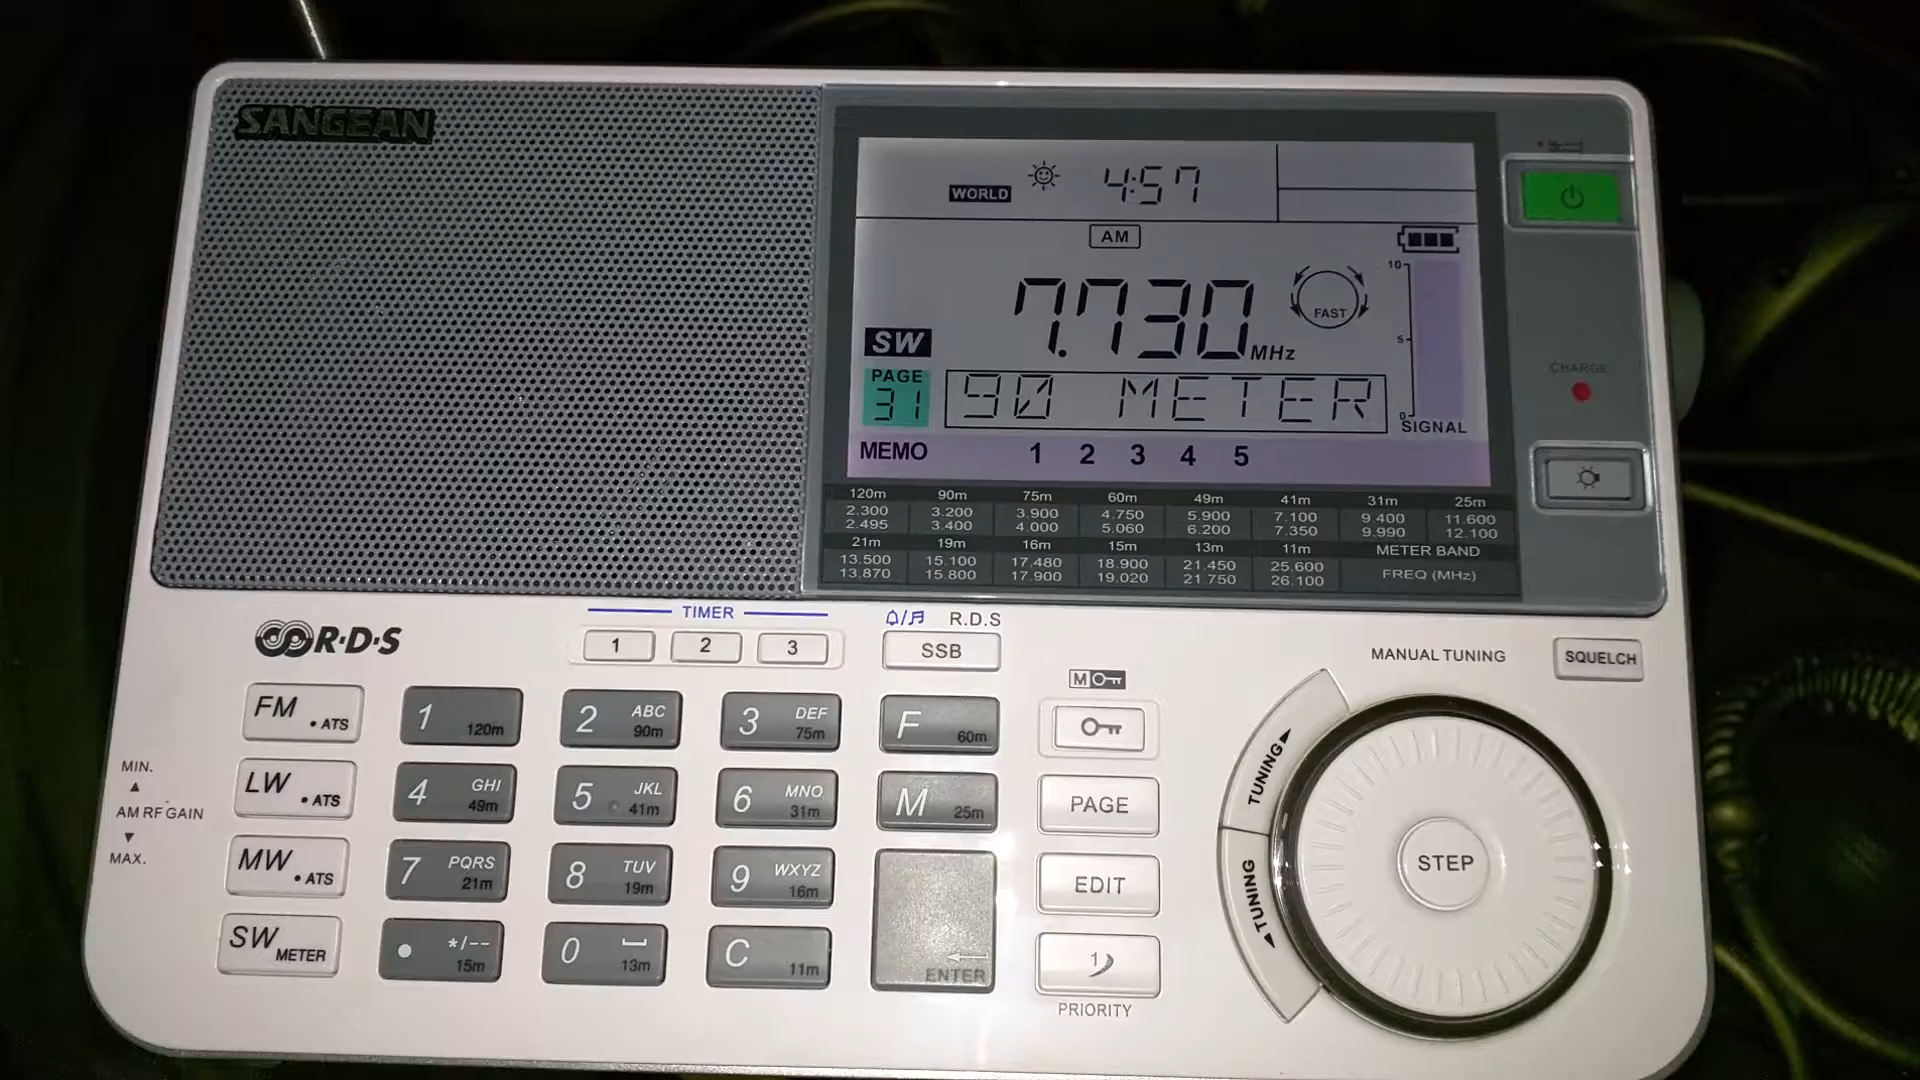 SANGEAN
WORLD 4:57
AM
7.730 MHz
FAST
SW
PAGE
31
90 METER
10
5
0
SIGNAL
MEMO 1 2 3 4 5
120m 90m 75m 60m 49m 41m 31m 25m
2.300 3.200 3.900 4.750 5.900 7.100 9.400 11.600
2.495 3.400 4.000 5.060 6.200 7.350 9.990 12.100
21m 19m 16m 15m 13m 11m METER BAND
13.500 15.100 17.480 18.900 21.450 25.600 FREQ (MHz)
13.870 15.800 17.900 19.020 21 750 26.100
CHARGE
R·D·S
TIMER
1 2 3
R.D.S
SSB
MANUAL TUNING
SQUELCH
FM • ATS
1 120m
2 ABC 90m
3 DEF 75m
F 60m
M
LW • ATS
4 GHI 49m
5 JKL 41m
6 MNO 31m
M 25m
PAGE
MIN.
AM RF GAIN
MAX.
MW • ATS
7 PQRS 21m
8 TUV 19m
9 WXYZ 16m
ENTER
EDIT
SW METER
• */-- 15m
0 13m
C 11m
1
PRIORITY
TUNING
TUNING
STEP